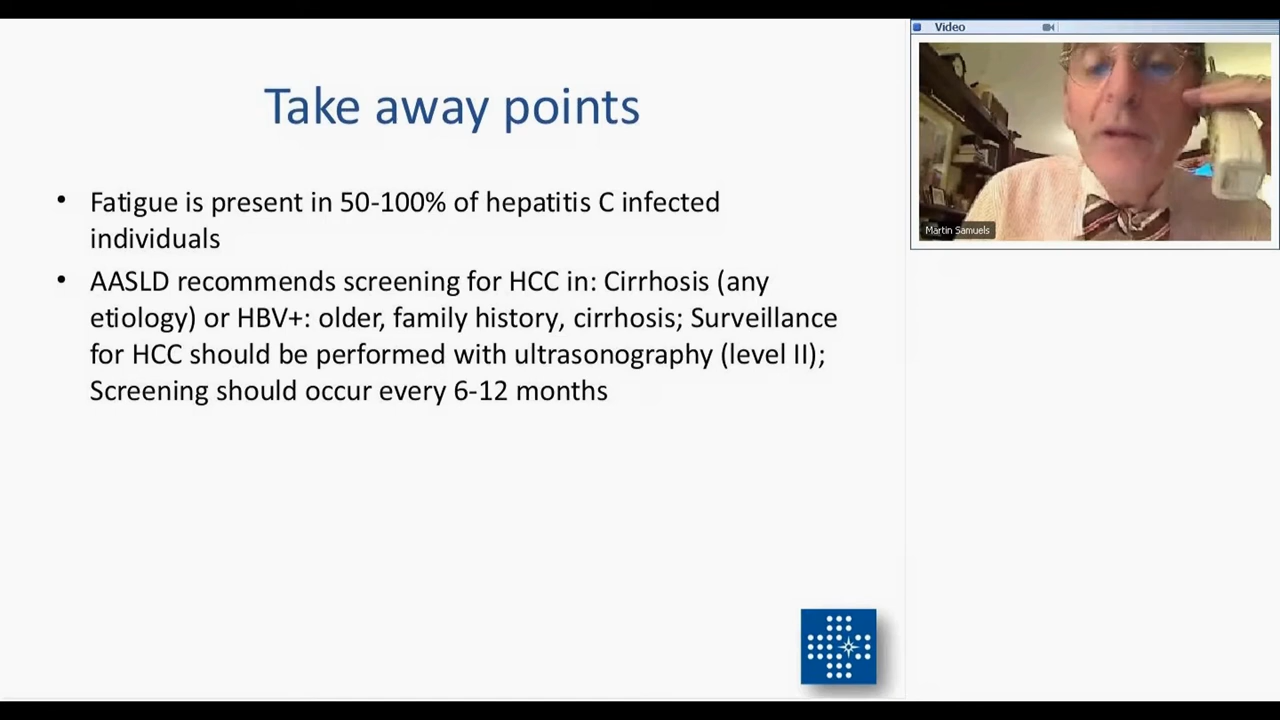 Take away points
• Fatigue is present in 50-100% of hepatitis C infected
individuals
• AASLD recommends screening for HCC in: Cirrhosis (any
etiology) or HBV+: older, family history, cirrhosis; Surveillance
for HCC should be performed with ultrasonography (level II);
Screening should occur every 6-12 months
Video
Martin Samuels